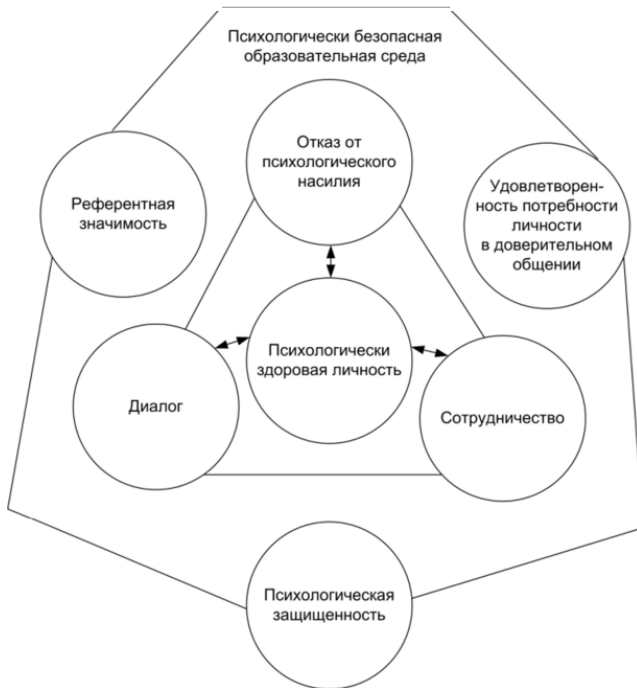 Психологически безопасная
образовательная среда
Отказ от
психологического
насилия
Референтная
значимость
Удовлетворен-
ность потребности
личности
в доверительном
общении
Психологически
здоровая личность
Диалог
Сотрудничество
Психологическая
защищенность